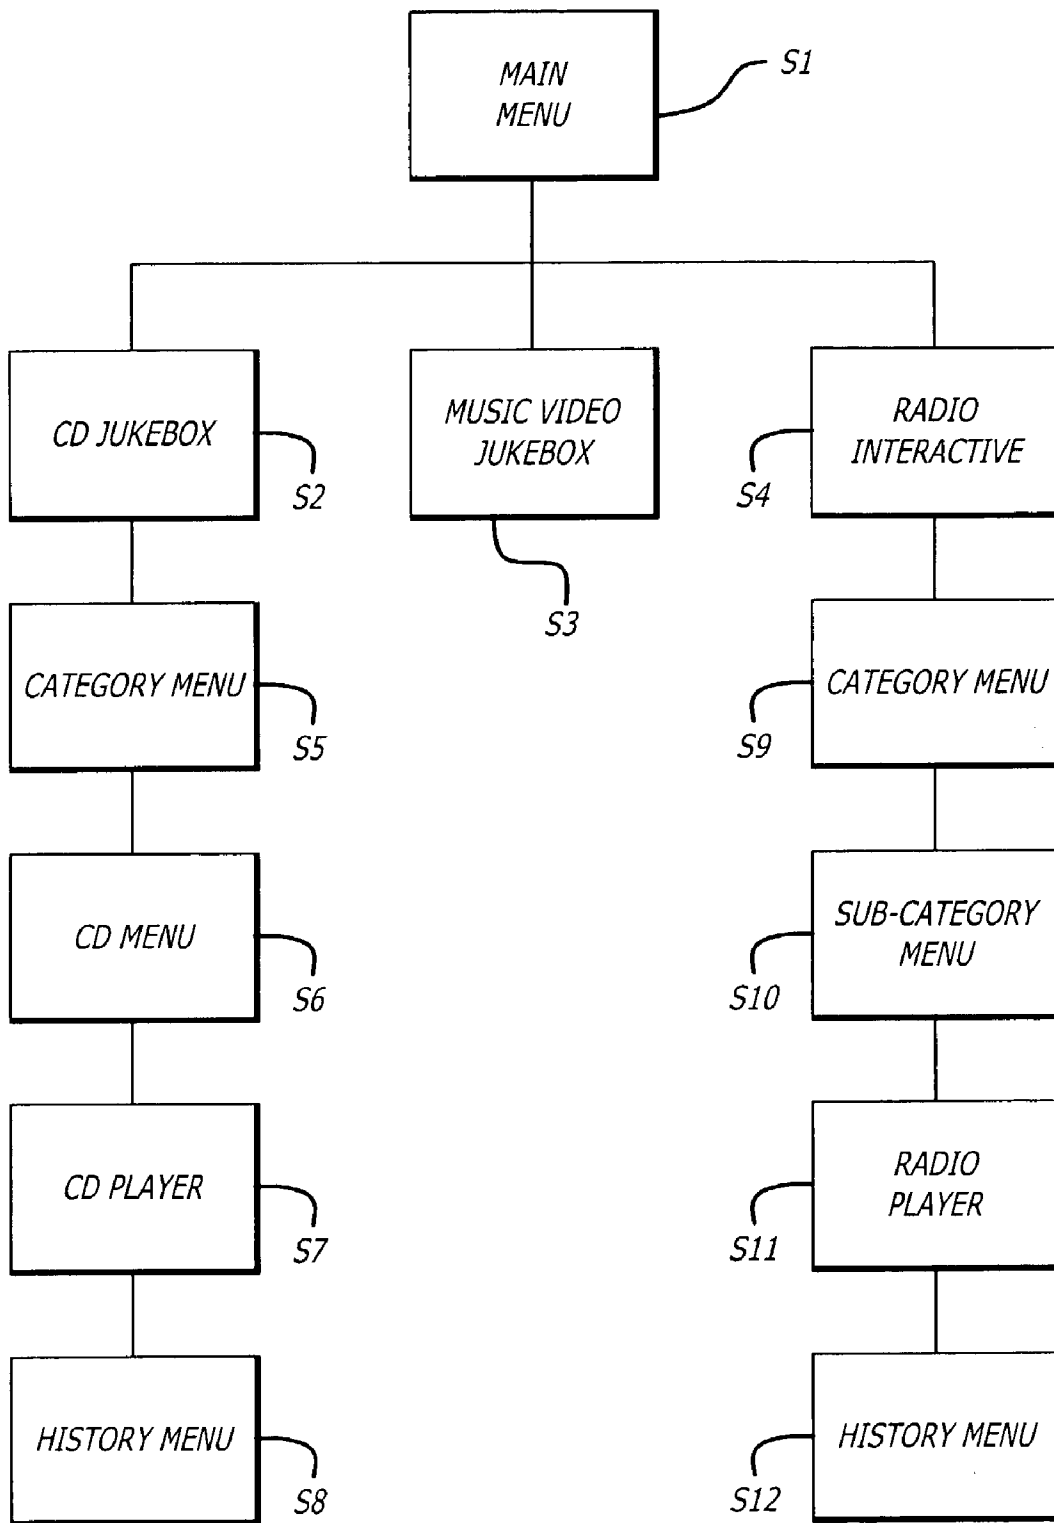 MAIN
MENU
S1
CD JUKEBOX
S2
MUSIC VIDEO
JUKEBOX
S3
RADIO
INTERACTIVE
S4
CATEGORY MENU
S5
CATEGORY MENU
S9
CD MENU
S6
SUB-CATEGORY
MENU
S10
CD PLAYER
S7
RADIO
PLAYER
S11
HISTORY MENU
S8
HISTORY MENU
S12